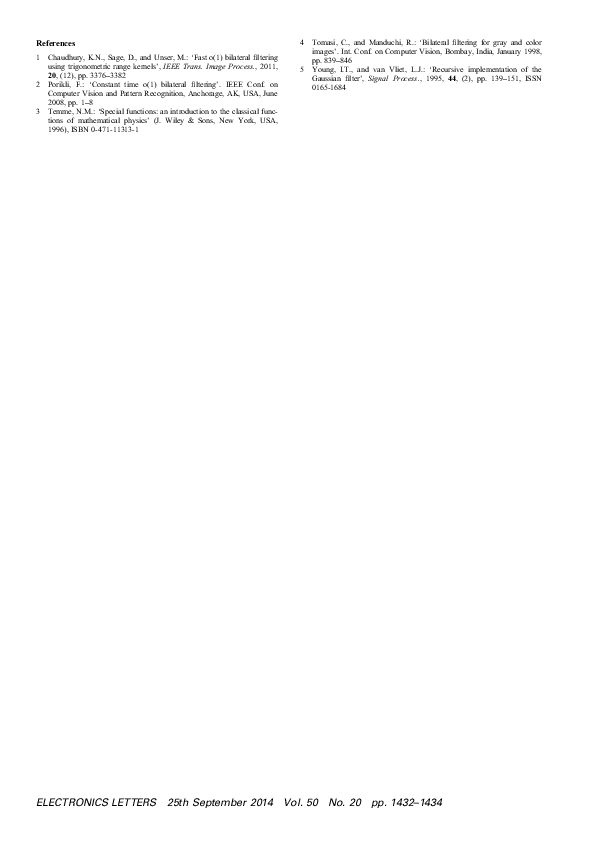 References
1 Chaudhury, K.N., Sage, D., and Unser, M.: ‘Fast o(1) bilateral filtering
using trigonometric range kernels’, IEEE Trans. Image Process., 2011,
20, (12), pp. 3376–3382
2 Porikli, F.: ‘Constant time o(1) bilateral filtering’. IEEE Conf. on
Computer Vision and Pattern Recognition, Anchorage, AK, USA, June
2008, pp. 1–8
3 Temme, N.M.: ‘Special functions: an introduction to the classical func-
tions of mathematical physics’ (J. Wiley & Sons, New York, USA,
1996), ISBN 0-471-11313-1
4 Tomasi, C., and Manduchi, R.: ‘Bilateral filtering for gray and color
images’. Int. Conf. on Computer Vision, Bombay, India, January 1998,
pp. 839–846
5 Young, I.T., and van Vliet, L.J.: ‘Recursive implementation of the
Gaussian filter’, Signal Process., 1995, 44, (2), pp. 139–151, ISSN
0165-1684
ELECTRONICS LETTERS 25th September 2014 Vol. 50 No. 20 pp. 1432–1434